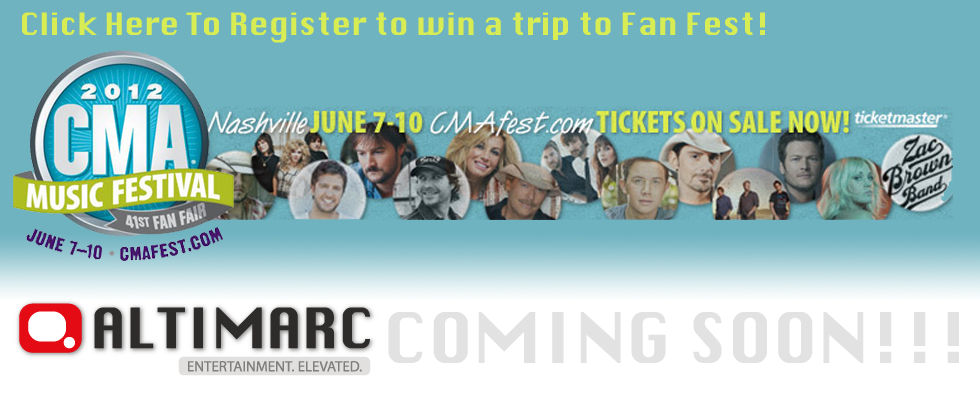 Click Here To Register to win a trip to Fan Fest!
2012
CMA
MUSIC FESTIVAL
41ST FAN FAIR
JUNE 7–10 • CMAFEST.COM
Nashville JUNE 7-10 CMAfest.com TICKETS ON SALE NOW! ticketmaster®
Zac
Brown
Band
ALTIMARC
ENTERTAINMENT. ELEVATED.
COMING SOON!!!